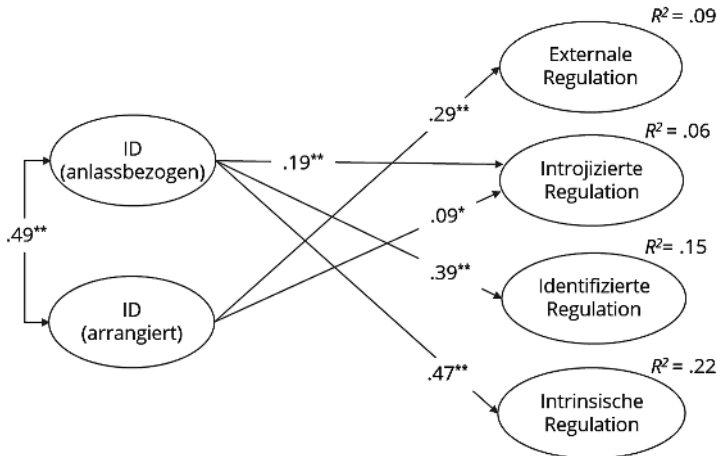 R² = .09
Externale
Regulation
.29**
R² = .06
ID
(anlassbezogen)
.19**
Introjizierte
Regulation
.09*
.49**
R²= .15
.39**
Identifizierte
Regulation
ID
(arrangiert)
R² = .22
.47**
Intrinsische
Regulation